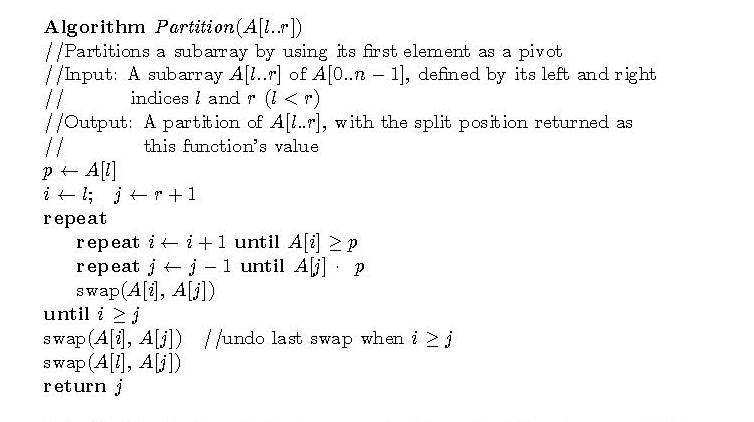 Algorithm Partition(A[l..r])
//Partitions a subarray by using its first element as a pivot
//Input: A subarray A[l..r] of A[0..n − 1], defined by its left and right
// indices l and r (l < r)
//Output: A partition of A[l..r], with the split position returned as
// this function's value
p ← A[l]
i ← l; j ← r + 1
repeat
repeat i ← i + 1 until A[i] ≥ p
repeat j ← j − 1 until A[j] · p
swap(A[i], A[j])
until i ≥ j
swap(A[i], A[j]) //undo last swap when i ≥ j
swap(A[l], A[j])
return j